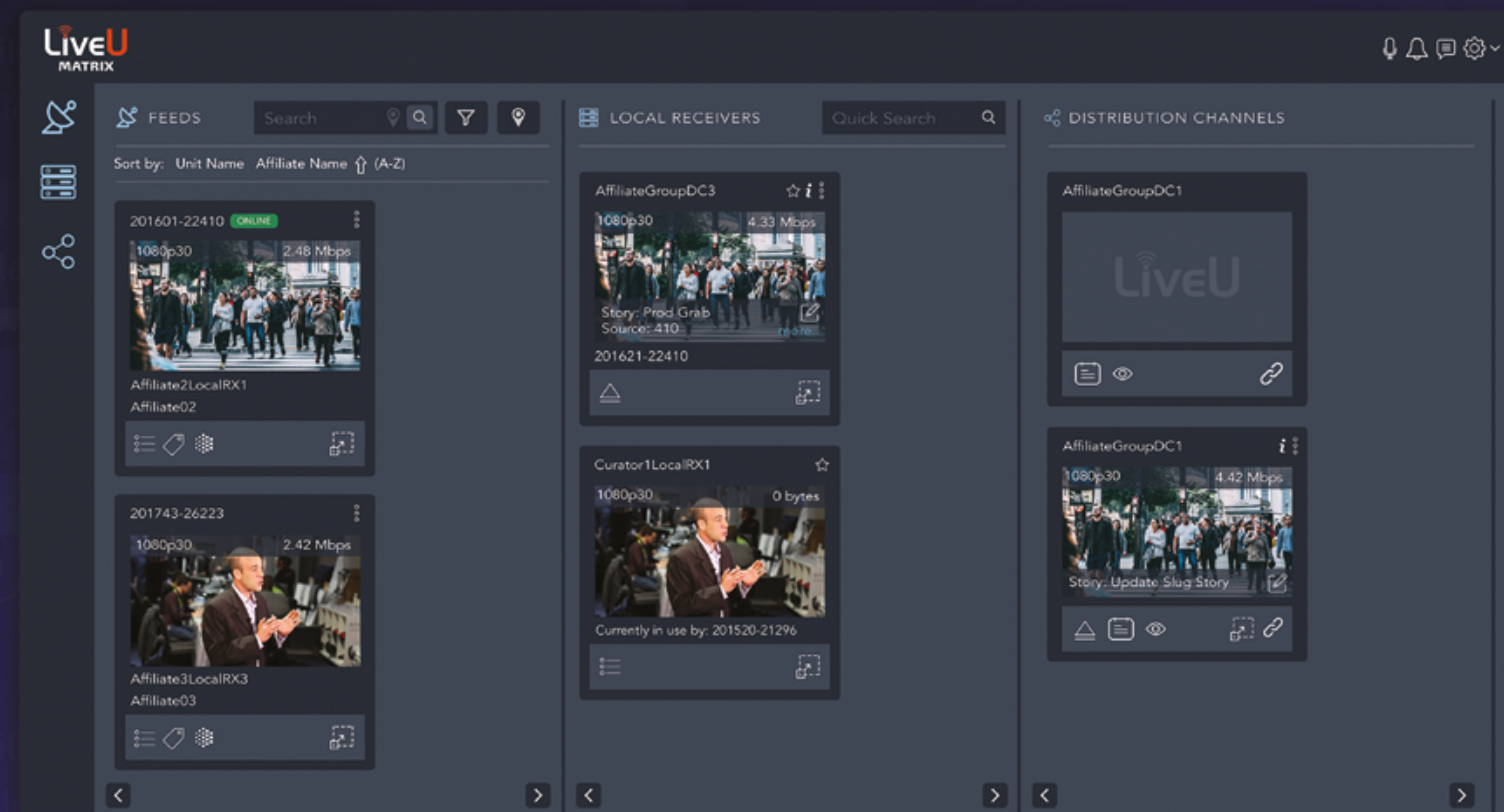 LiveU
MATRIX
FEEDS
Search
Sort by: Unit Name Affiliate Name (A-Z)
201601-22410 ONLINE
1080p30 2.48 Mbps
Affiliate2LocalRX1
Affiliate02
201743-26223
1080p30 2.42 Mbps
Affiliate3LocalRX3
Affiliate03
LOCAL RECEIVERS
Quick Search
AffiliateGroupDC3
1080p30 4.33 Mbps
Story: Prod Grab
Source: 410
more...
201621-22410
Curator1LocalRX1
1080p30 0 bytes
Currently in use by: 201520-21296
DISTRIBUTION CHANNELS
AffiliateGroupDC1
LiveU
AffiliateGroupDC1
1080p30 4.42 Mbps
Story: Update Slug Story